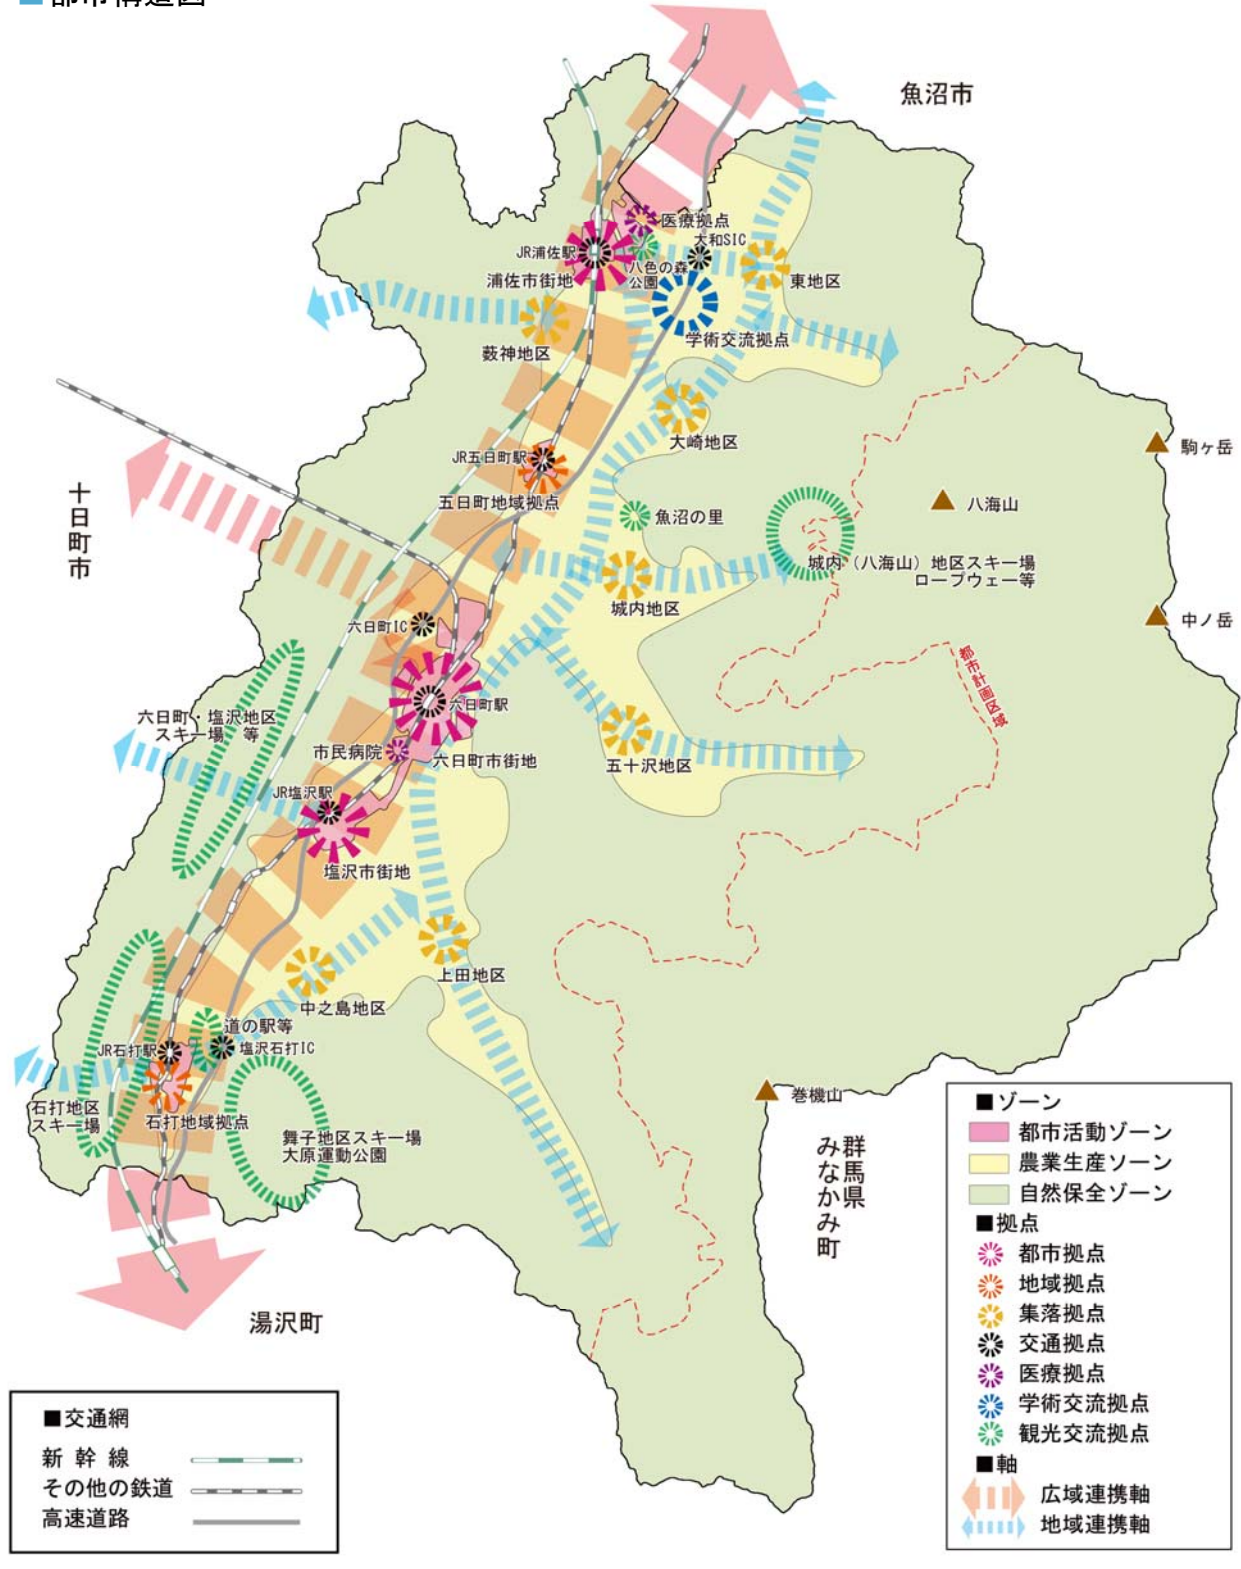 ■都市構造図
魚沼市
医療拠点
大和SIC
JR浦佐駅
八色の森
公園
浦佐市街地
東地区
学術交流拠点
薮神地区
大崎地区
駒ヶ岳
JR五日町駅
十日町市
五日町地域拠点
八海山
魚沼の里
城内（八海山）地区スキー場
ロープウェー等
城内地区
中ノ岳
六日町IC
都市計画区域
六日町駅
六日町・塩沢地区
スキー場　等
市民病院
六日町市街地
五十沢地区
JR塩沢駅
塩沢市街地
上田地区
中之島地区
道の駅等
JR石打駅
塩沢石打IC
石打地区
スキー場
石打地域拠点
舞子地区スキー場
大原運動公園
巻機山
群馬県
みなかみ町
湯沢町
■交通網
新幹線
その他の鉄道
高速道路
■ゾーン
都市活動ゾーン
農業生産ゾーン
自然保全ゾーン
■拠点
都市拠点
地域拠点
集落拠点
交通拠点
医療拠点
学術交流拠点
観光交流拠点
■軸
広域連携軸
地域連携軸